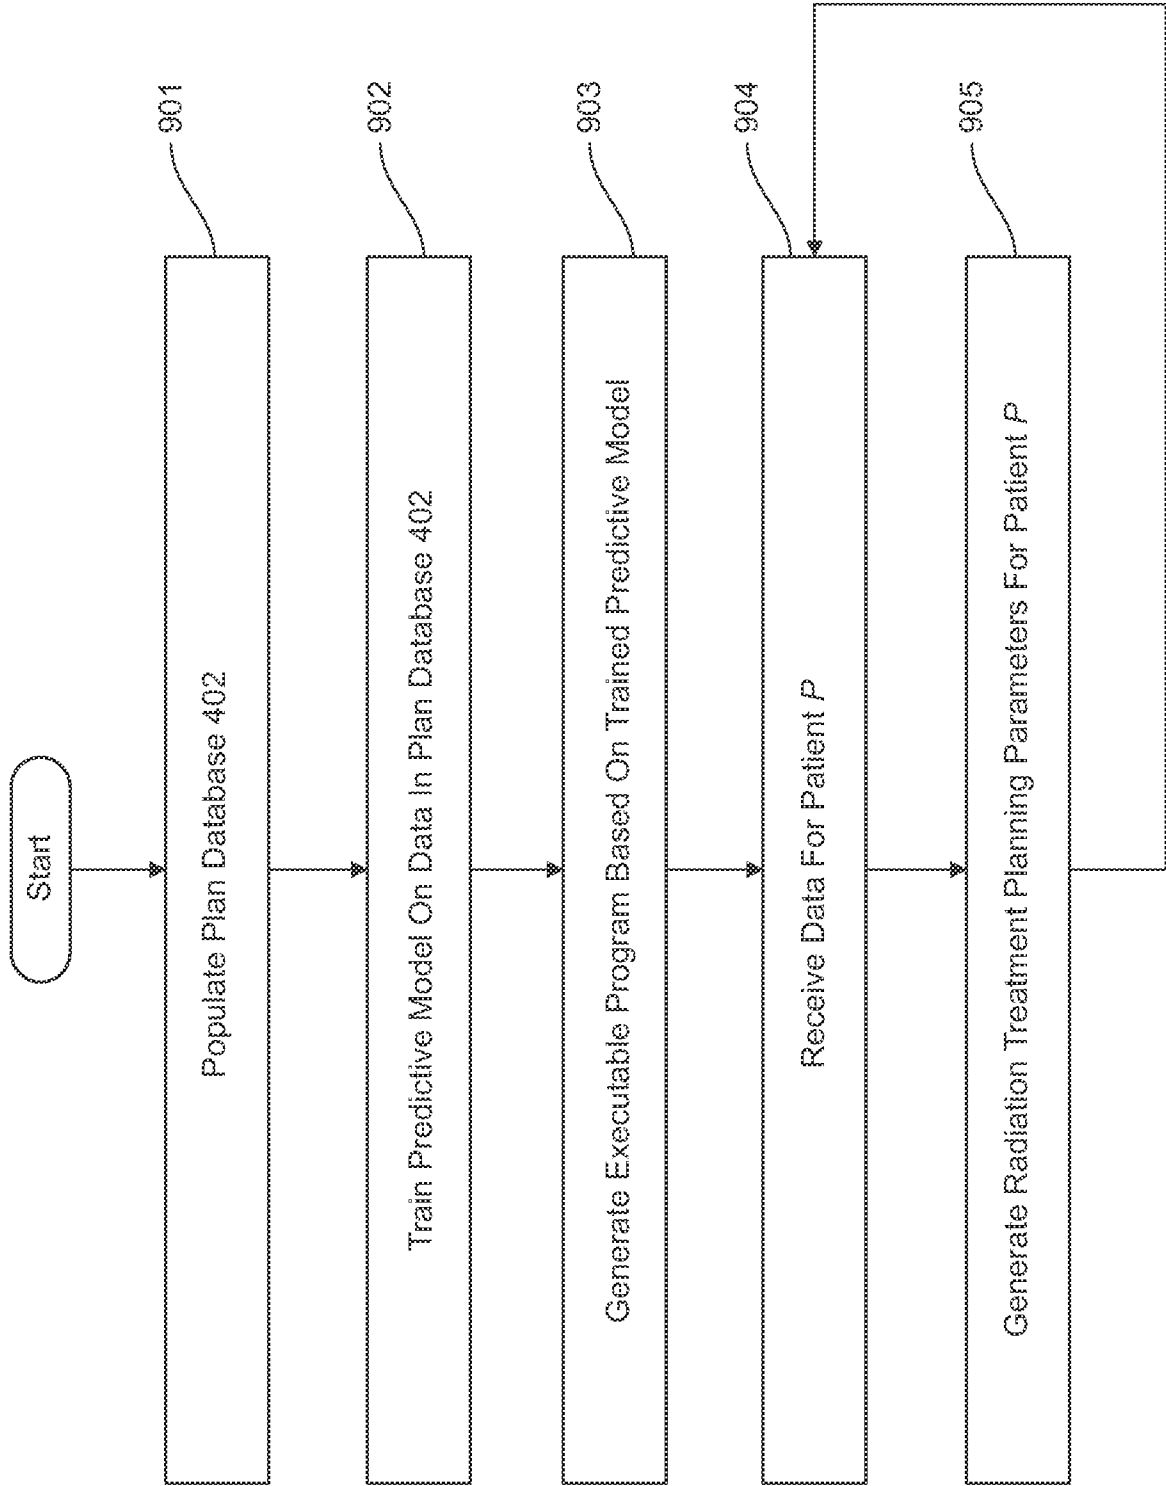 Start
901
Populate Plan Database 402
902
Train Predictive Model On Data In Plan Database 402
903
Generate Executable Program Based On Trained Predictive Model
904
Receive Data For Patient P
905
Generate Radiation Treatment Planning Parameters For Patient P